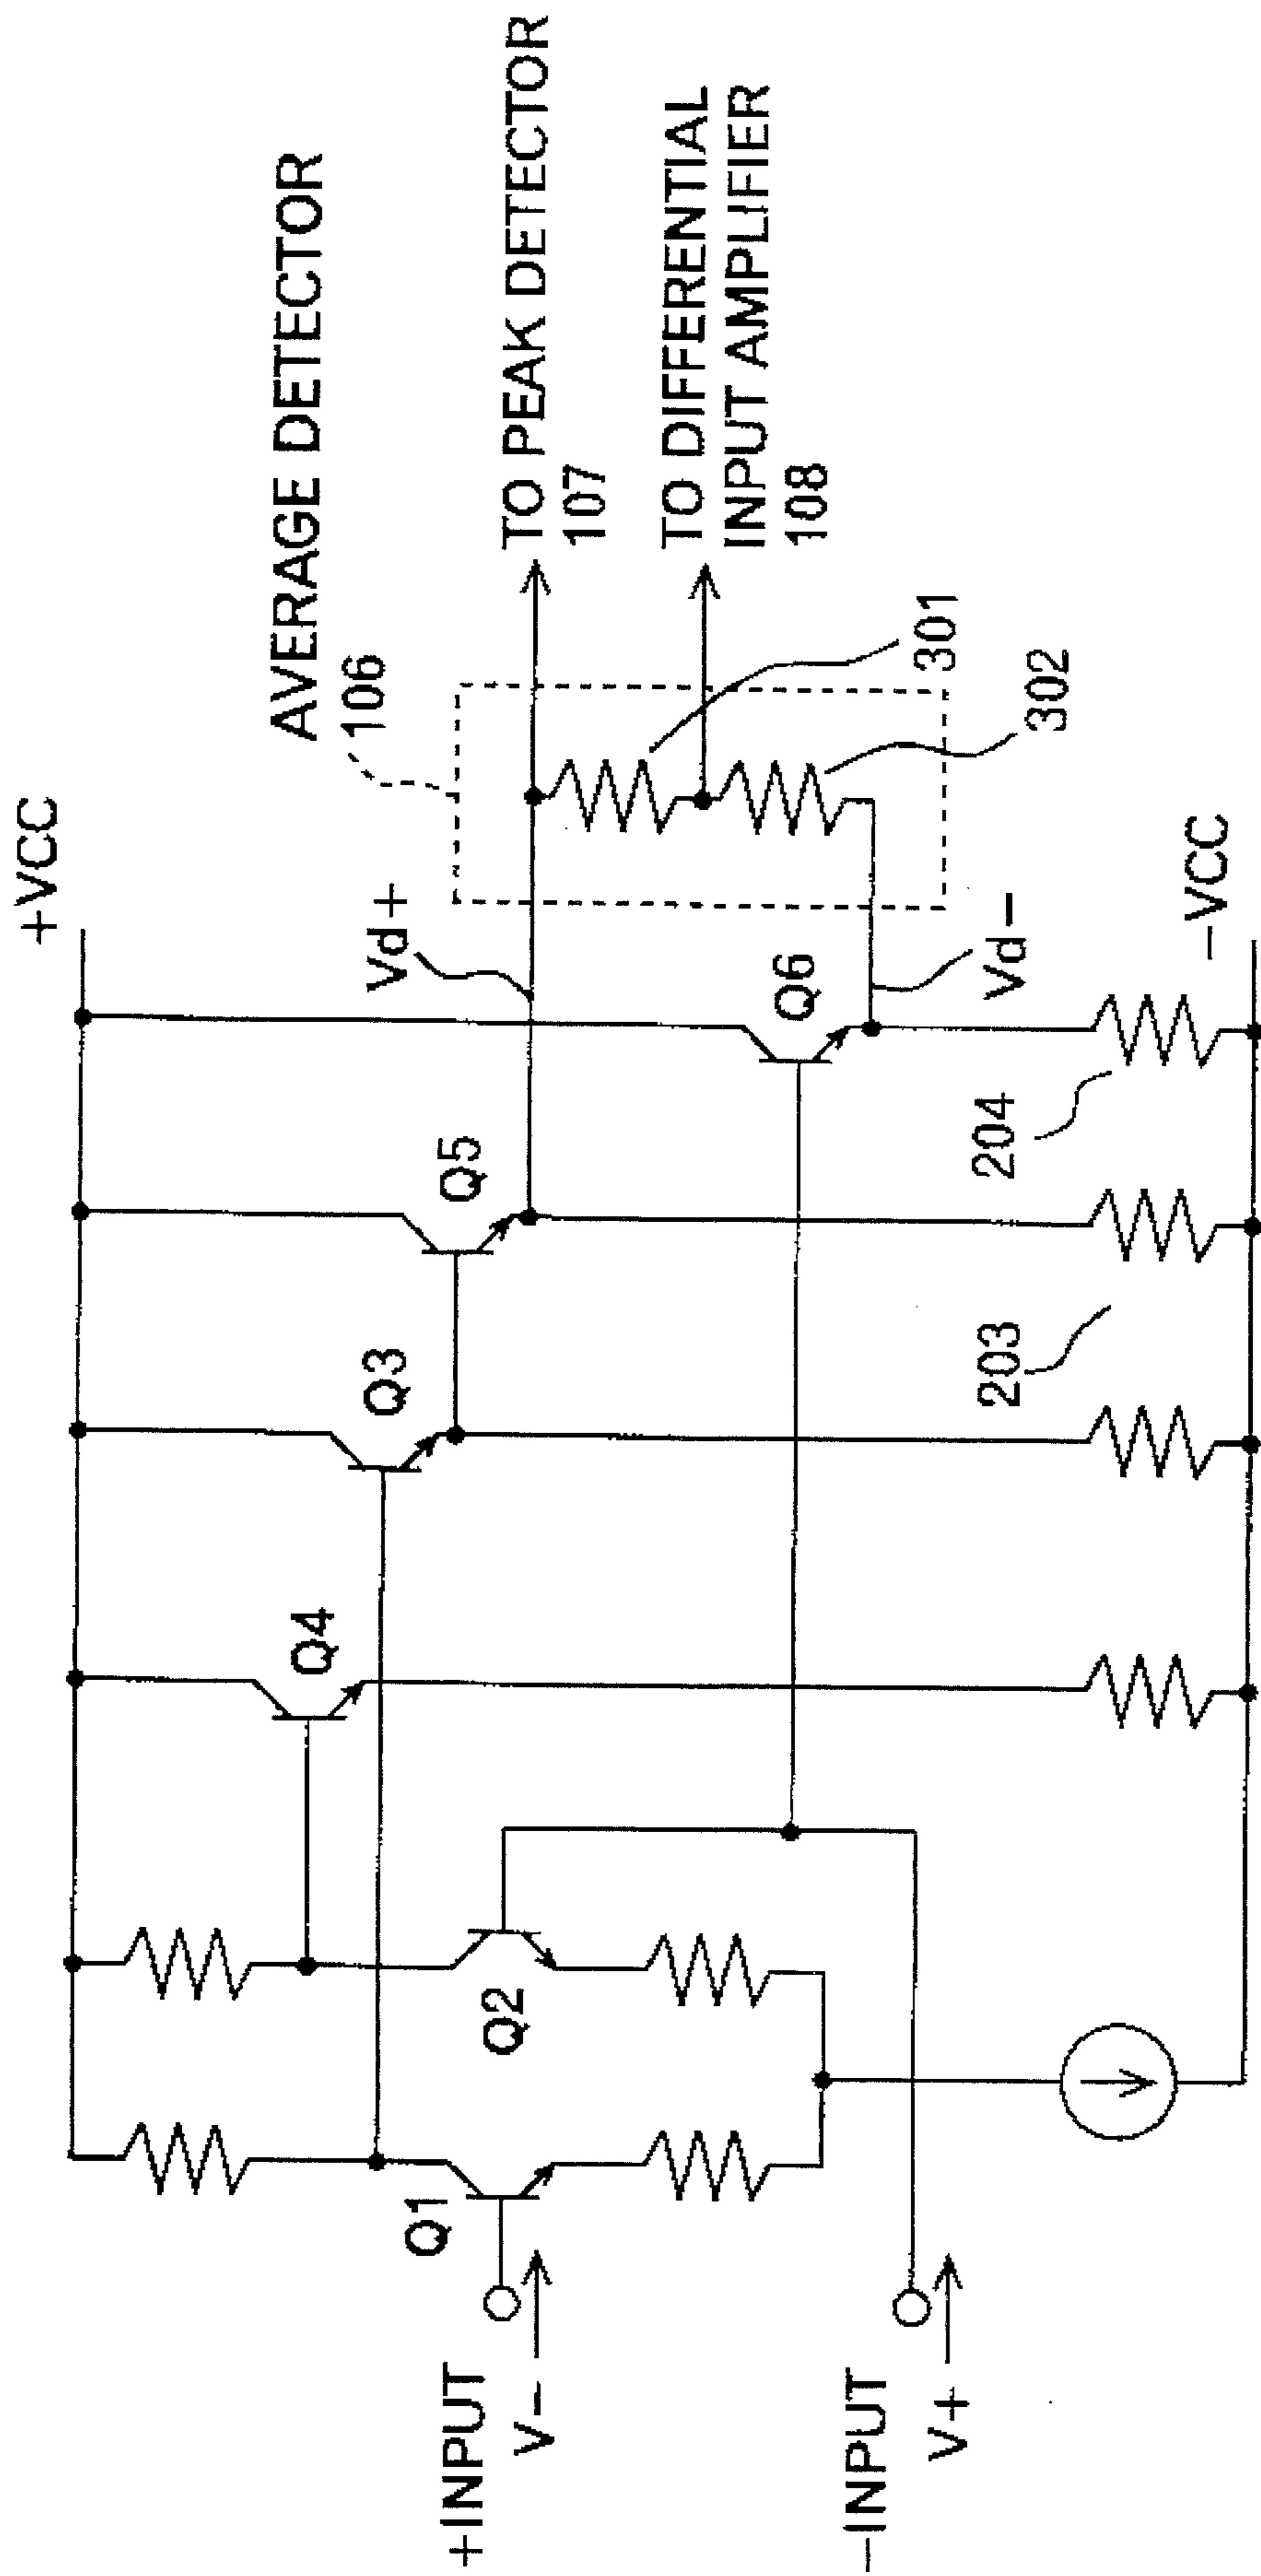 +VCC
AVERAGE DETECTOR
106
Vd+
TO PEAK DETECTOR
107
TO DIFFERENTIAL
INPUT AMPLIFIER
108
301
302
Q4
Q3
Q5
Q6
Vd-
Q1
Q2
+INPUT
V-
-INPUT
V+
203
204
-VCC